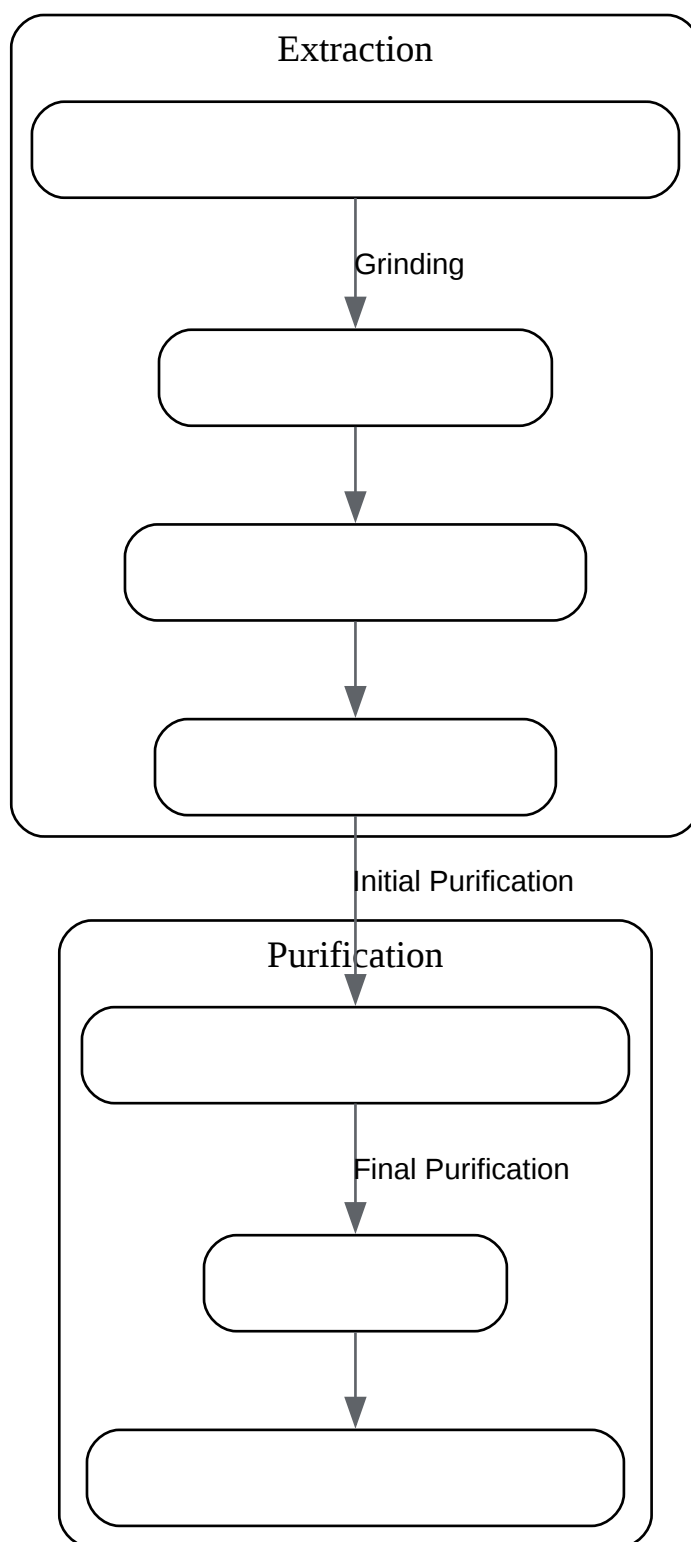 Extraction
Grinding
Initial Purification
Purification
Final Purification